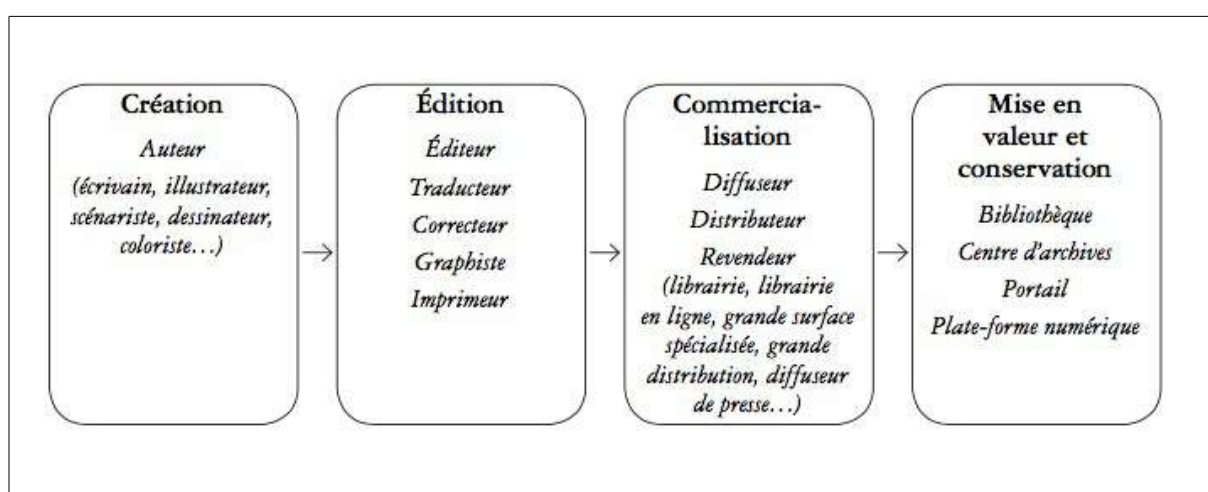 Création
Auteur
(écrivain, illustrateur,
scénariste, dessinateur,
coloriste…)
Édition
Éditeur
Traducteur
Correcteur
Graphiste
Imprimeur
Commercia-
lisation
Diffuseur
Distributeur
Revendeur
(librairie, librairie
en ligne, grande surface
spécialisée, grande
distribution, diffuseur
de presse…)
Mise en
valeur et
conservation
Bibliothèque
Centre d'archives
Portail
Plate-forme numérique